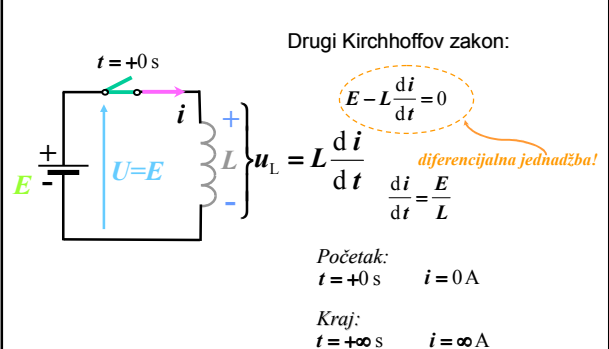 Drugi Kirchhoffov zakon:
t = +0 s
E – L di/dt = 0
i
+
+
E
-
U=E
L
-
u_L = L di/dt
diferencijalna jednadžba!
di/dt = E/L
Početak:
t = +0 s i = 0 A
Kraj:
t = +∞ s i = ∞ A